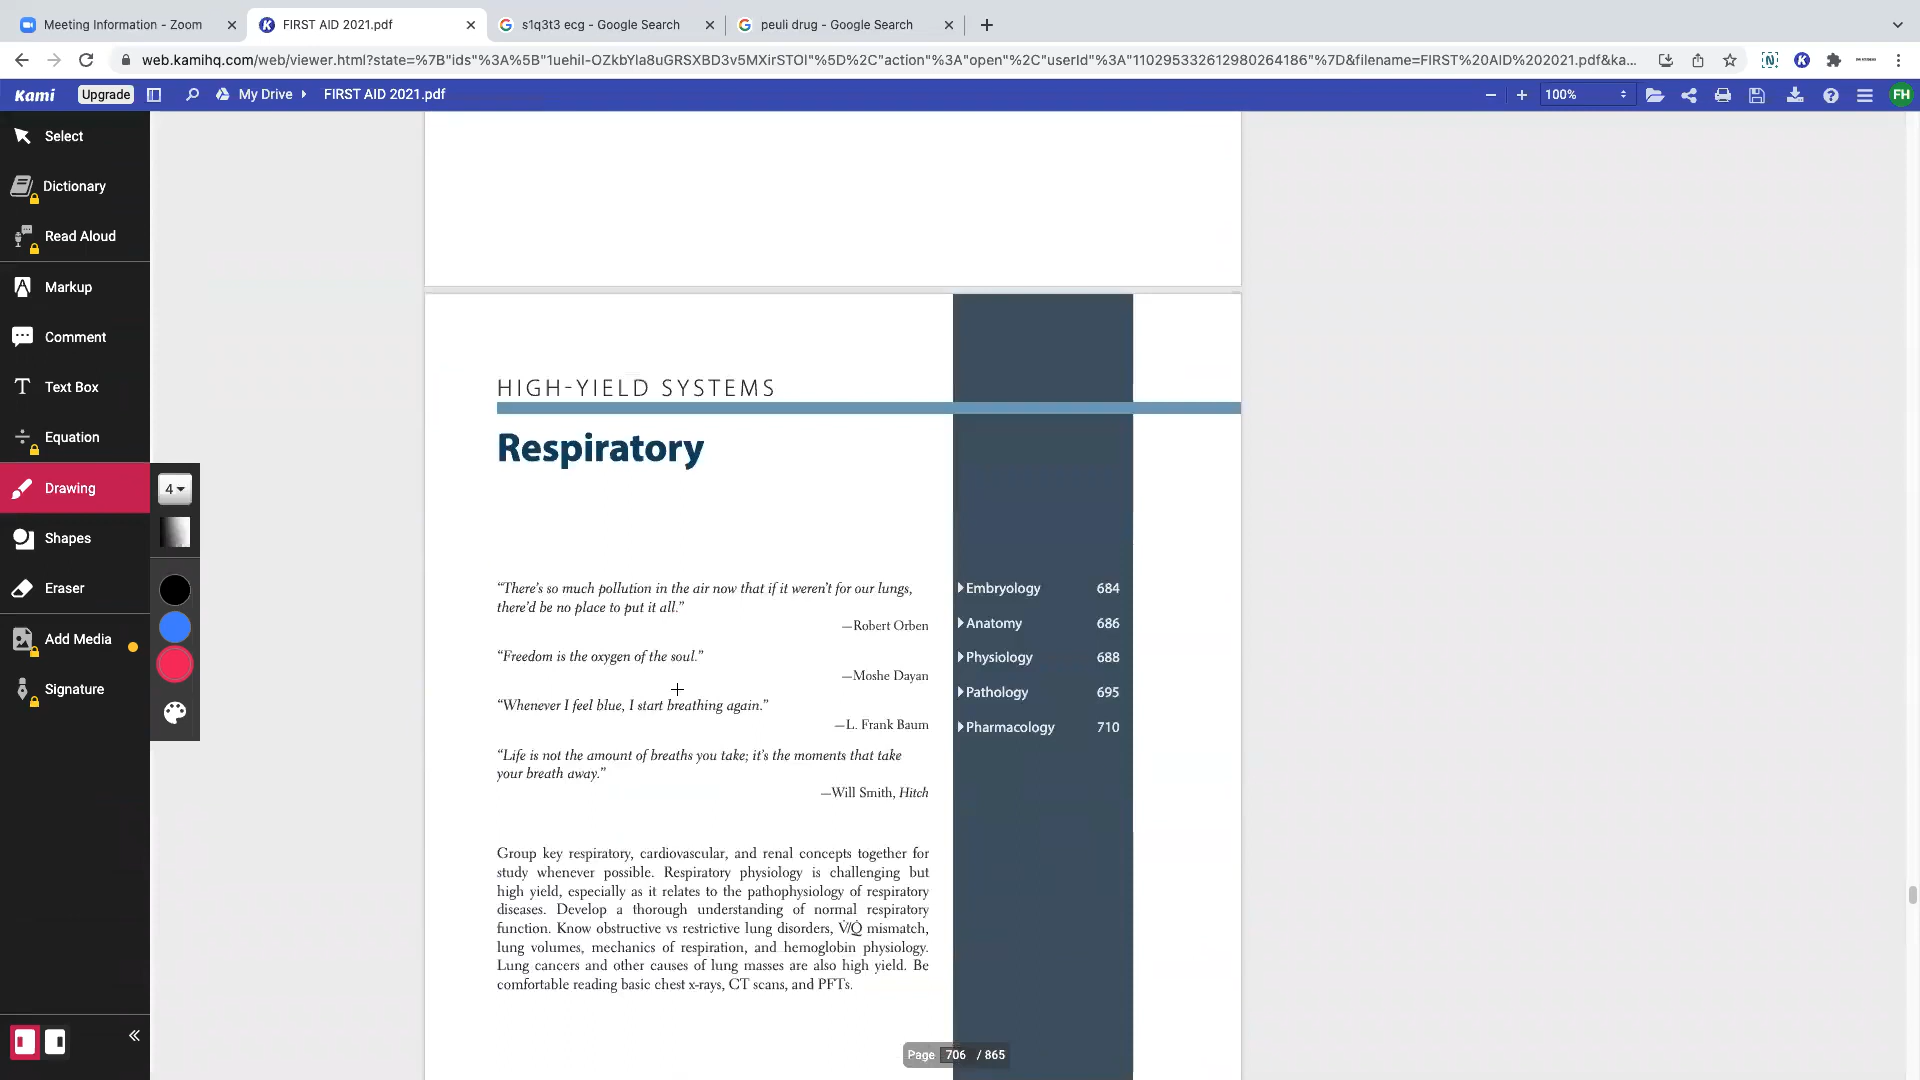 Meeting Information - Zoom
FIRST AID 2021.pdf
s1q3t3 ecg - Google Search
peuli drug - Google Search
web.kamihq.com/web/viewer.html?state=%7B"ids"%3A%5B"1uehil-OZkbYla8uGRSXBD3v5MXirSTOI"%5D%2C"action"%3A"open"%2C"userId"%3A"110295332612980264186"%7D&filename=FIRST%20AID%202021.pdf&ka...
Kami
Upgrade
My Drive
FIRST AID 2021.pdf
100%
FH
Select
Dictionary
Read Aloud
Markup
Comment
Text Box
Equation
Drawing
4
Shapes
Eraser
Add Media
Signature
HIGH-YIELD SYSTEMS
Respiratory
“There’s so much pollution in the air now that if it weren’t for our lungs,
there’d be no place to put it all.”
—Robert Orben
“Freedom is the oxygen of the soul.”
—Moshe Dayan
“Whenever I feel blue, I start breathing again.”
—L. Frank Baum
“Life is not the amount of breaths you take; it’s the moments that take
your breath away.”
—Will Smith, Hitch
Group key respiratory, cardiovascular, and renal concepts together for
study whenever possible. Respiratory physiology is challenging but
high yield, especially as it relates to the pathophysiology of respiratory
diseases. Develop a thorough understanding of normal respiratory
function. Know obstructive vs restrictive lung disorders, V̇/Q̇ mismatch,
lung volumes, mechanics of respiration, and hemoglobin physiology.
Lung cancers and other causes of lung masses are also high yield. Be
comfortable reading basic chest x-rays, CT scans, and PFTs.
Embryology 684
Anatomy 686
Physiology 688
Pathology 695
Pharmacology 710
Page 706 / 865